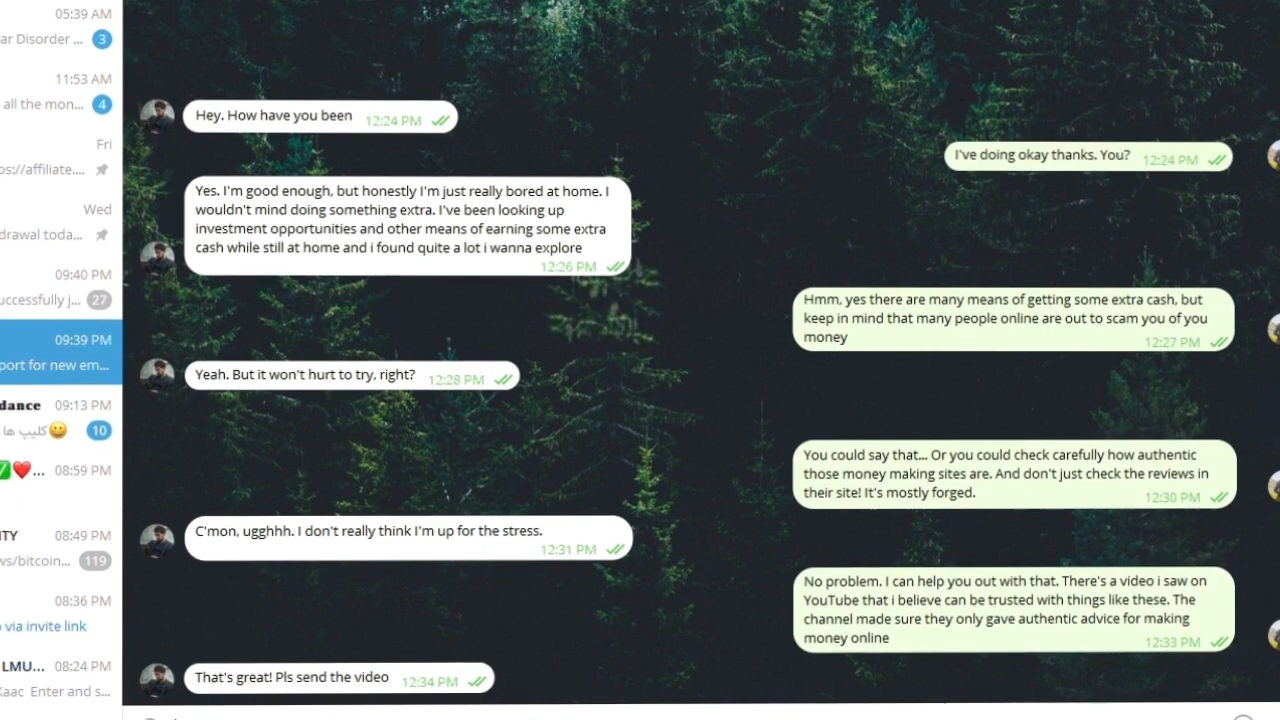 05:39 AM
ar Disorder ...
3
11:53 AM
all the mon...
4
Fri
ps://affiliate....
Wed
drawal toda...
09:40 PM
uccessfully j...
27
09:39 PM
port for new em...
dance 09:13 PM
کلیپ ها😀
10
✅❤️... 08:59 PM
ITY 08:49 PM
ws/bitcoin...
119
08:36 PM
via invite link
LMU... 08:24 PM
Kaac Enter and s...
Hey. How have you been 12:24 PM
I've doing okay thanks. You? 12:24 PM
Yes. I'm good enough, but honestly I'm just really bored at home. I
wouldn't mind doing something extra. I've been looking up
investment opportunities and other means of earning some extra
cash while still at home and i found quite a lot i wanna explore
12:26 PM
Hmm, yes there are many means of getting some extra cash, but
keep in mind that many people online are out to scam you of you
money 12:27 PM
Yeah. But it won't hurt to try, right? 12:28 PM
You could say that... Or you could check carefully how authentic
those money making sites are. And don't just check the reviews in
their site! It's mostly forged. 12:30 PM
C'mon, ugghhh. I don't really think I'm up for the stress.
12:31 PM
No problem. I can help you out with that. There's a video i saw on
YouTube that i believe can be trusted with things like these. The
channel made sure they only gave authentic advice for making
money online 12:33 PM
That's great! Pls send the video 12:34 PM